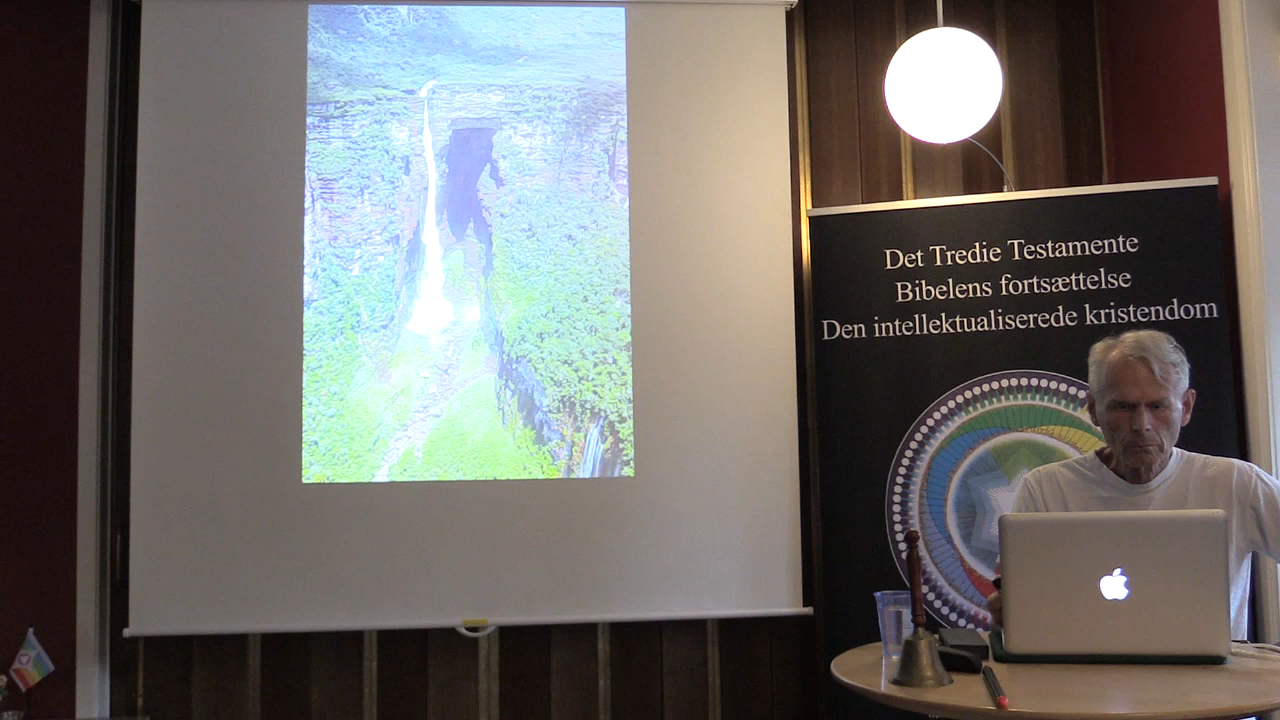 Det Tredie Testamente
Bibelens fortsættelse
Den intellektualiserede kristendom